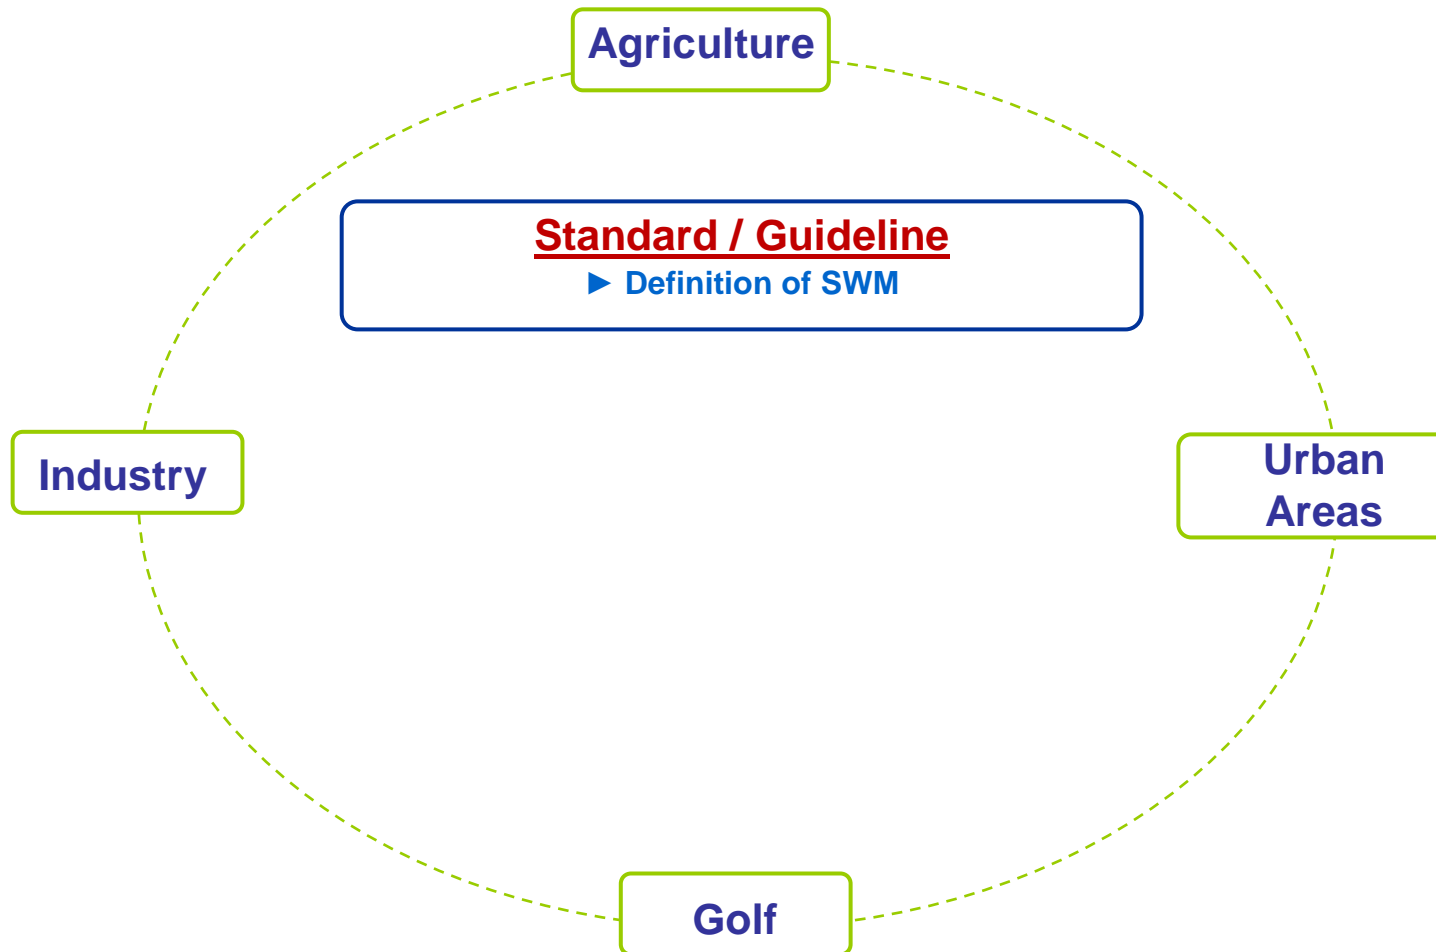 Agriculture
Standard / Guideline
► Definition of SWM
Industry
Urban
Areas
Golf